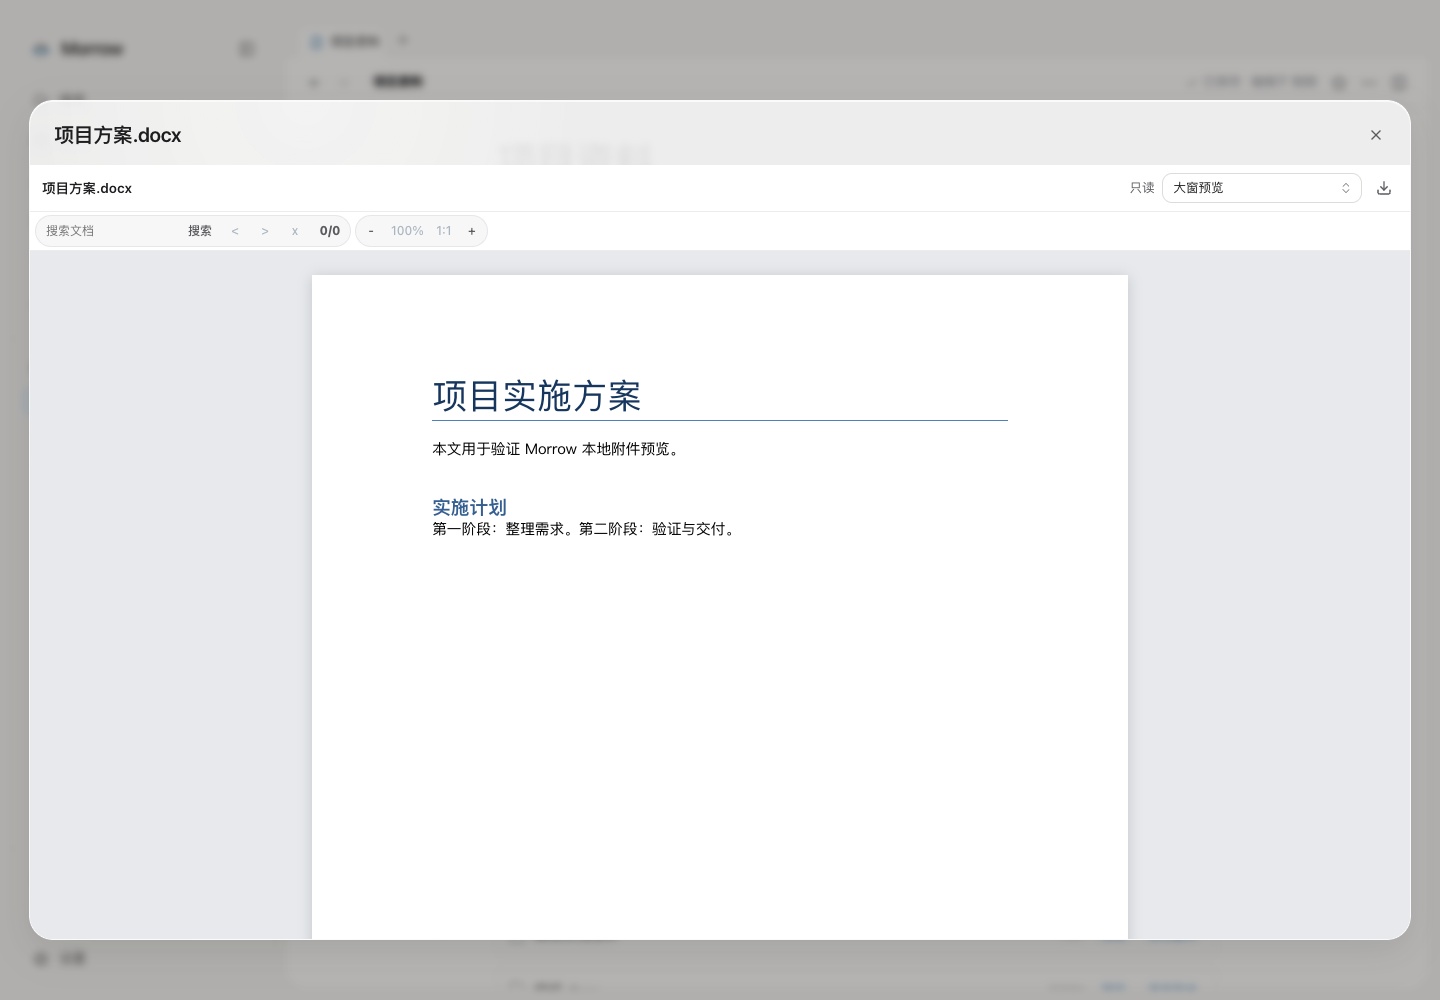 Morrow
项目方案.docx
项目方案.docx
只读
大窗预览
搜索文档
搜索
<
>
x
0/0
-
100%
1:1
+
项目实施方案
本文用于验证 Morrow 本地附件预览。
实施计划
第一阶段：整理需求。第二阶段：验证与交付。